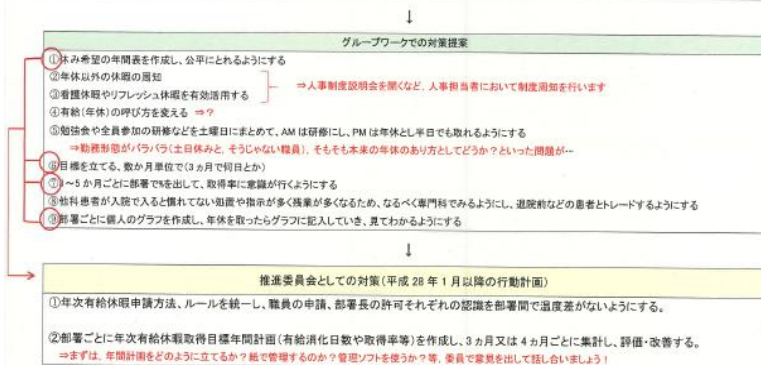 ↓
グループワークでの対策提案
①休み希望の年間表を作成し、公平にとれるようにする
②年休以外の休暇の周知
⇒人事制度説明会を開くなど、人事担当者において制度周知を行います
③看護休暇やリフレッシュ休暇を有効活用する
④有給(年休)の呼び方を変える ⇒?
⑤勉強会や全員参加の研修などを土曜日にまとめて、AMは研修にし、PMは年休とし半日でも取れるようにする
⇒勤務形態がバラバラ(土日休みと、そうじゃない職員)、そもそも本来の年休のあり方としてどうか?といった問題が…
⑥目標を立てる、数か月単位で(3ヵ月で何日とか)
⑦3~5か月ごとに部署で%を出して、取得率に意識が行くようにする
⑧他科患者が入院で入ると慣れてない処置や指示が多く残業が多くなるため、なるべく専門科でみるようにし、退院前などの患者とトレードするようにする
⑨部署ごとに個人のグラフを作成し、年休を取ったらグラフに記入していき、見てわかるようにする
↓
推進委員会としての対策(平成28年1月以降の行動計画)
①年次有給休暇申請方法、ルールを統一し、職員の申請、部署長の許可それぞれの認識を部署間で温度差がないようにする。
②部署ごとに年次有給休暇取得目標年間計画(有給消化日数や取得率等)を作成し、3ヵ月又は4ヵ月ごとに集計し、評価・改善する。
⇒まずは、年間計画をどのように立てるか?紙で管理するのか?管理ソフトを使うか?等、委員で意見を出して話し合いましょう!